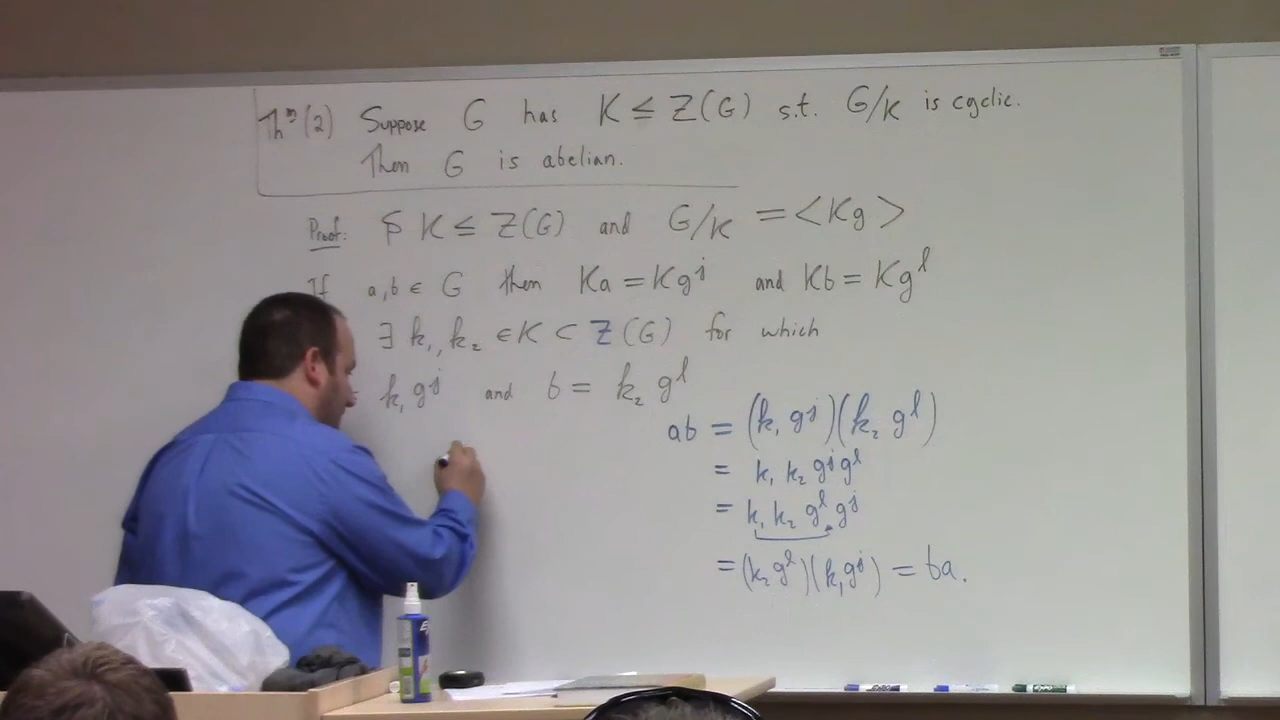 Thm (2) Suppose G has K ≤ Z(G) s.t. G/K is cyclic.
Then G is abelian.
Proof: $ K ≤ Z(G) and G/K = <Kg>
If a, b ∈ G then Ka = Kg^j and Kb = Kg^l
∃ k₁, k₂ ∈ K ⊂ Z(G) for which
k₁ g^j and b = k₂ g^l
ab = (k₁ g^j)(k₂ g^l)
= k₁ k₂ g^j g^l
= k₁ k₂ g^l g^j
= (k₂ g^l)(k₁ g^j) = ba.